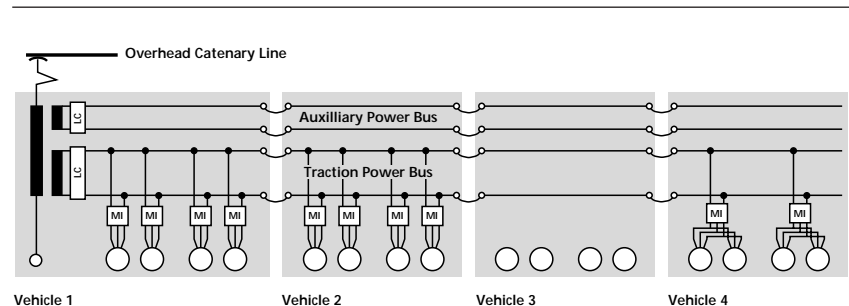 Overhead Catenary Line
LC
Auxilliary Power Bus
LC
Traction Power Bus
MI MI MI MI MI MI MI MI MI MI
Vehicle 1 Vehicle 2 Vehicle 3 Vehicle 4